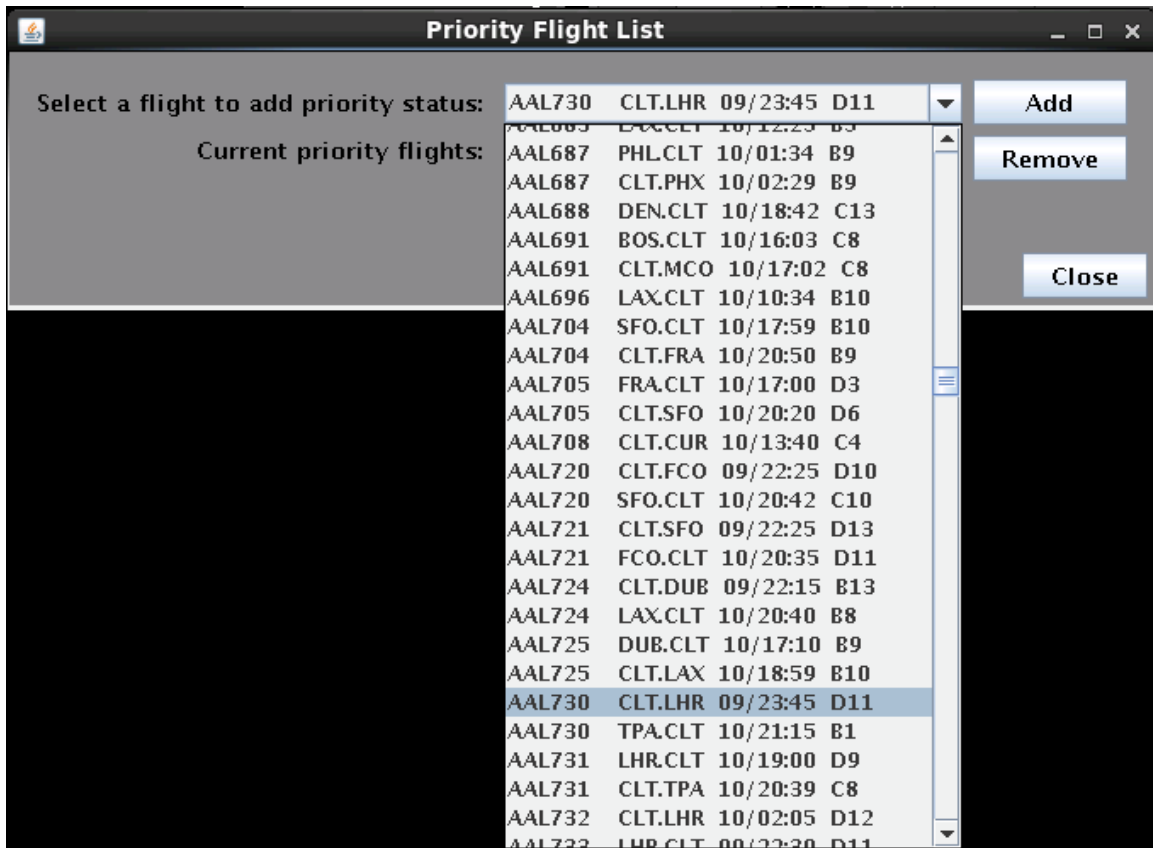 Priority Flight List
Select a flight to add priority status: AAL730 CLT.LHR 09/23:45 D11 Add
Current priority flights: Remove
Close
AAL687 PHL.CLT 10/01:34 B9
AAL687 CLT.PHX 10/02:29 B9
AAL688 DEN.CLT 10/18:42 C13
AAL691 BOS.CLT 10/16:03 C8
AAL691 CLT.MCO 10/17:02 C8
AAL696 LAX.CLT 10/10:34 B10
AAL704 SFO.CLT 10/17:59 B10
AAL704 CLT.FRA 10/20:50 B9
AAL705 FRA.CLT 10/17:00 D3
AAL705 CLT.SFO 10/20:20 D6
AAL708 CLT.CUR 10/13:40 C4
AAL720 CLT.FCO 09/22:25 D10
AAL720 SFO.CLT 10/20:42 C10
AAL721 CLT.SFO 09/22:25 D13
AAL721 FCO.CLT 10/20:35 D11
AAL724 CLT.DUB 09/22:15 B13
AAL724 LAX.CLT 10/20:40 B8
AAL725 DUB.CLT 10/17:10 B9
AAL725 CLT.LAX 10/18:59 B10
AAL730 CLT.LHR 09/23:45 D11
AAL730 TPA.CLT 10/21:15 B1
AAL731 LHR.CLT 10/19:00 D9
AAL731 CLT.TPA 10/20:39 C8
AAL732 CLT.LHR 10/02:05 D12